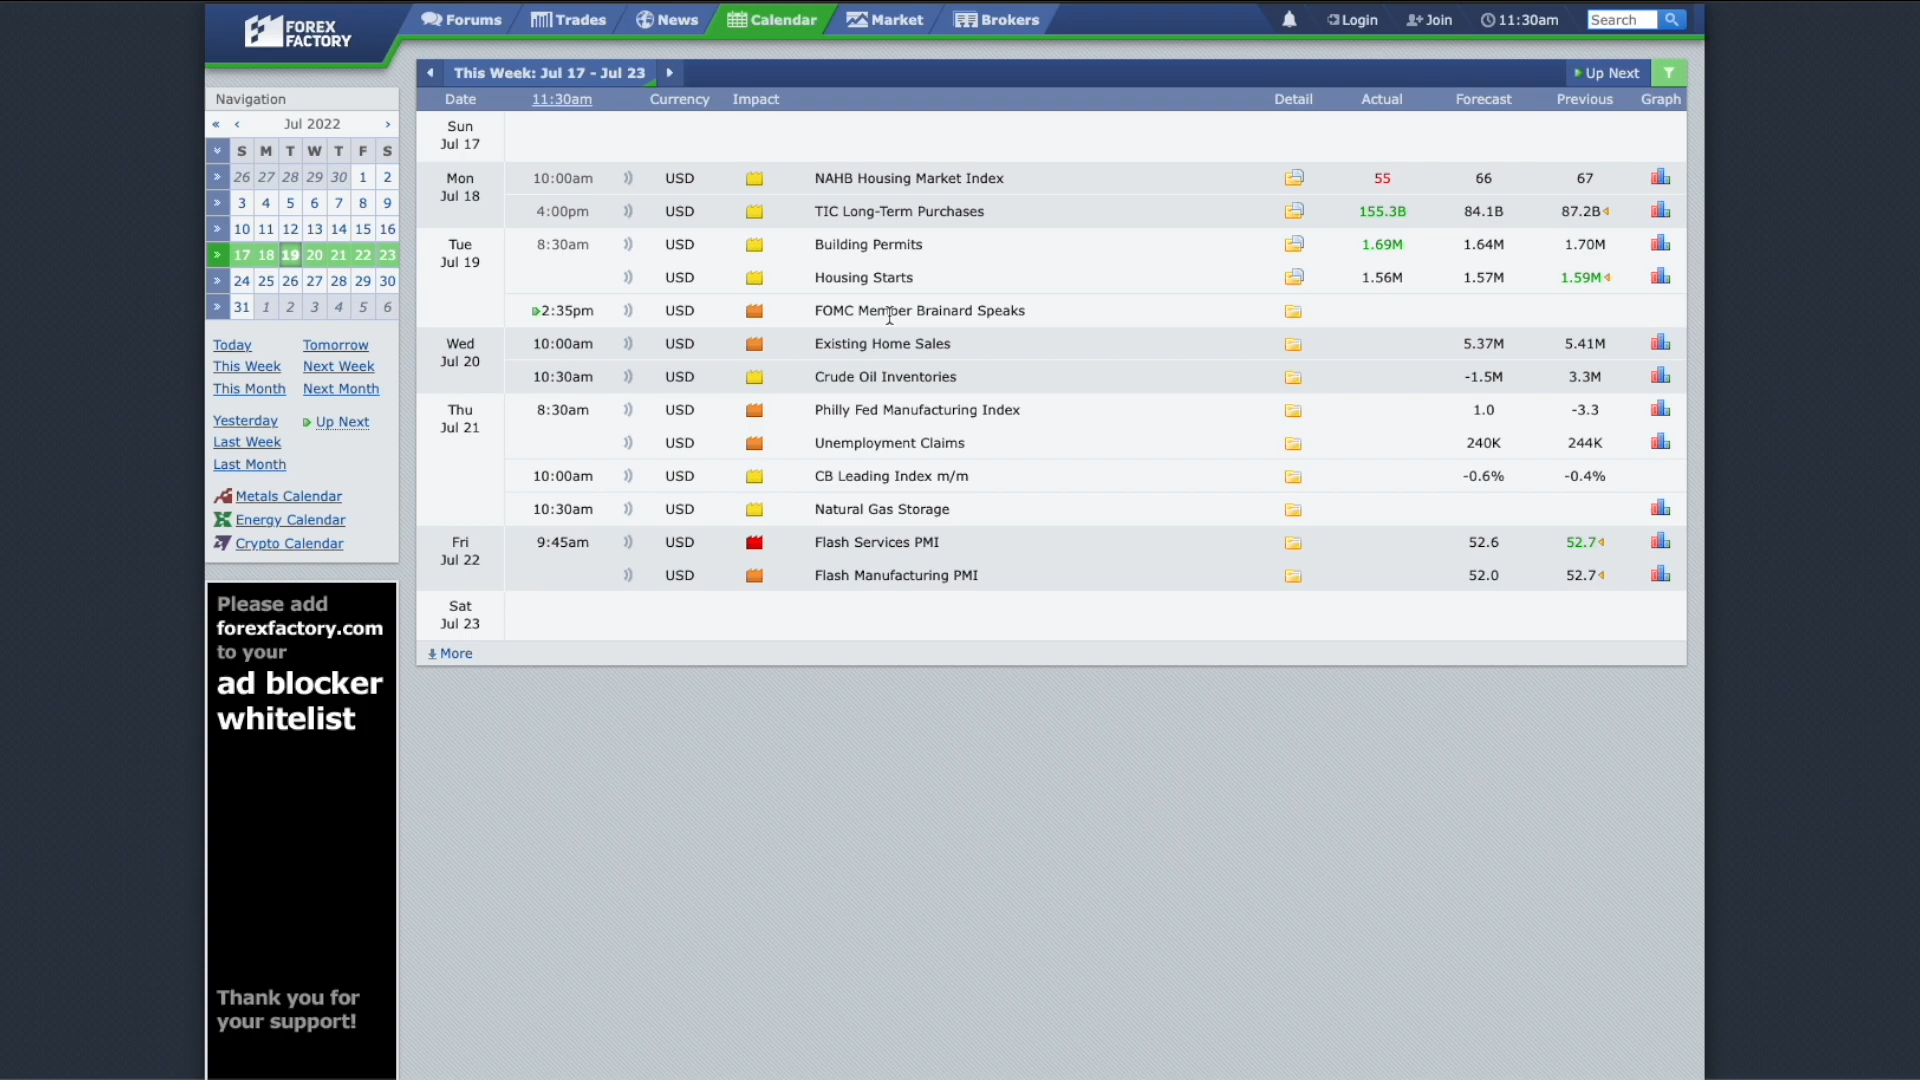 FOREX
FACTORY
Forums Trades News Calendar Market Brokers Login Join 11:30am Search
This Week: Jul 17 - Jul 23 Up Next
Date 11:30am Currency Impact Detail Actual Forecast Previous Graph
Sun
Jul 17
Mon
Jul 18
10:00am USD NAHB Housing Market Index 55 66 67
4:00pm USD TIC Long-Term Purchases 155.3B 84.1B 87.2B
Tue
Jul 19
8:30am USD Building Permits 1.69M 1.64M 1.70M
USD Housing Starts 1.56M 1.57M 1.59M
2:35pm USD FOMC Member Brainard Speaks
Wed
Jul 20
10:00am USD Existing Home Sales 5.37M 5.41M
10:30am USD Crude Oil Inventories -1.5M 3.3M
Thu
Jul 21
8:30am USD Philly Fed Manufacturing Index 1.0 -3.3
USD Unemployment Claims 240K 244K
10:00am USD CB Leading Index m/m -0.6% -0.4%
10:30am USD Natural Gas Storage
Fri
Jul 22
9:45am USD Flash Services PMI 52.6 52.7
USD Flash Manufacturing PMI 52.0 52.7
Sat
Jul 23
More
Navigation
« ‹ Jul 2022 ›
S M T W T F S
» 26 27 28 29 30 1 2
» 3 4 5 6 7 8 9
» 10 11 12 13 14 15 16
» 17 18 19 20 21 22 23
» 24 25 26 27 28 29 30
» 31 1 2 3 4 5 6
Today Tomorrow
This Week Next Week
This Month Next Month
Yesterday Up Next
Last Week
Last Month
Metals Calendar
Energy Calendar
Crypto Calendar
Please add
forexfactory.com
to your
ad blocker
whitelist
Thank you for
your support!